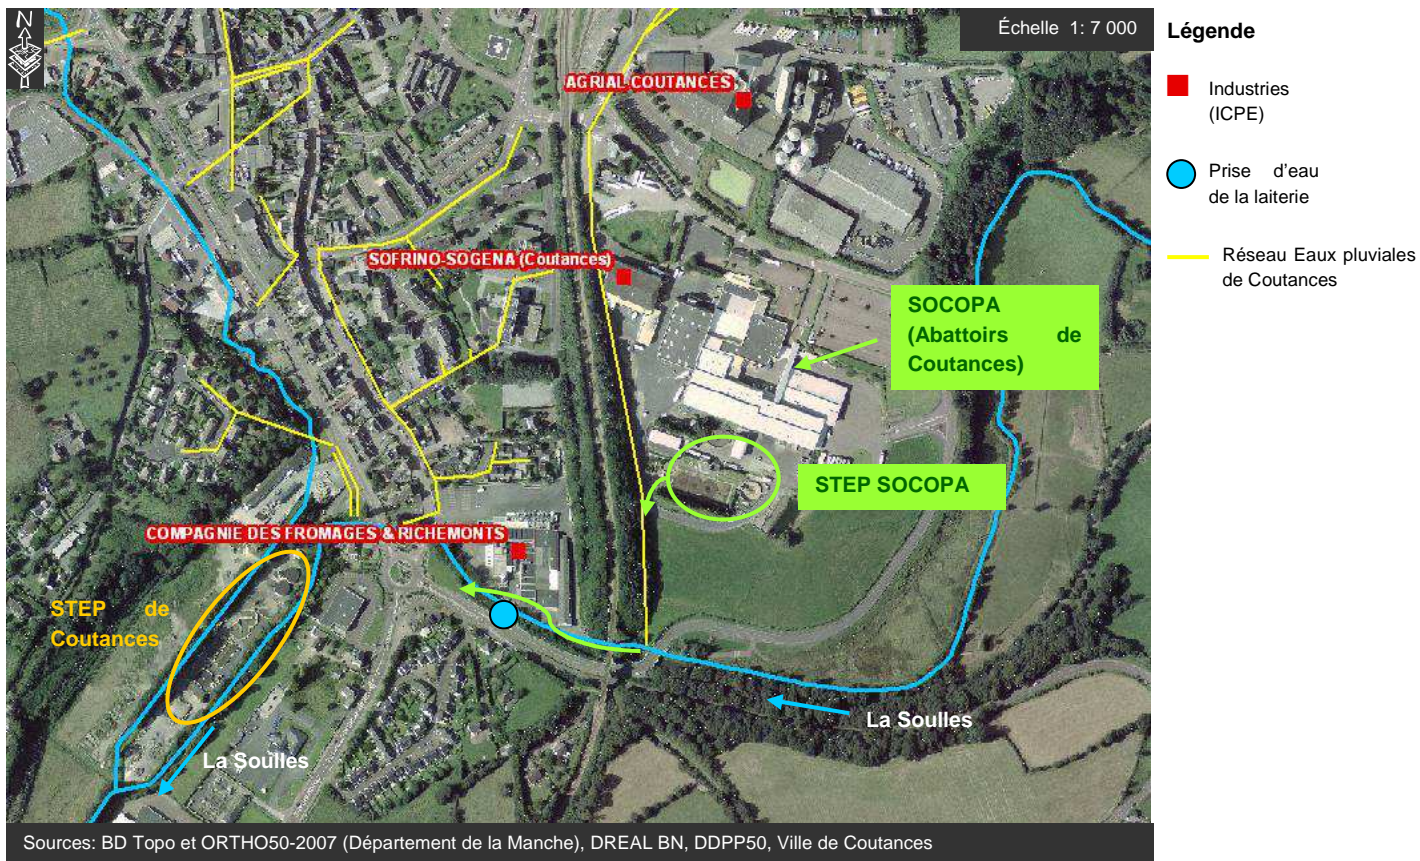 N
Échelle 1: 7 000
AGRIAL COUTANCES
SOFRINO-SOGENA (Coutances)
SOCOPA
(Abattoirs de
Coutances)
STEP SOCOPA
COMPAGNIE DES FROMAGES & RICHEMONTS
STEP de
Coutances
La Soulles
La Soulles
Sources: BD Topo et ORTHO50-2007 (Département de la Manche), DREAL BN, DDPP50, Ville de Coutances
Légende
Industries
(ICPE)
Prise d'eau
de la laiterie
Réseau Eaux pluviales
de Coutances